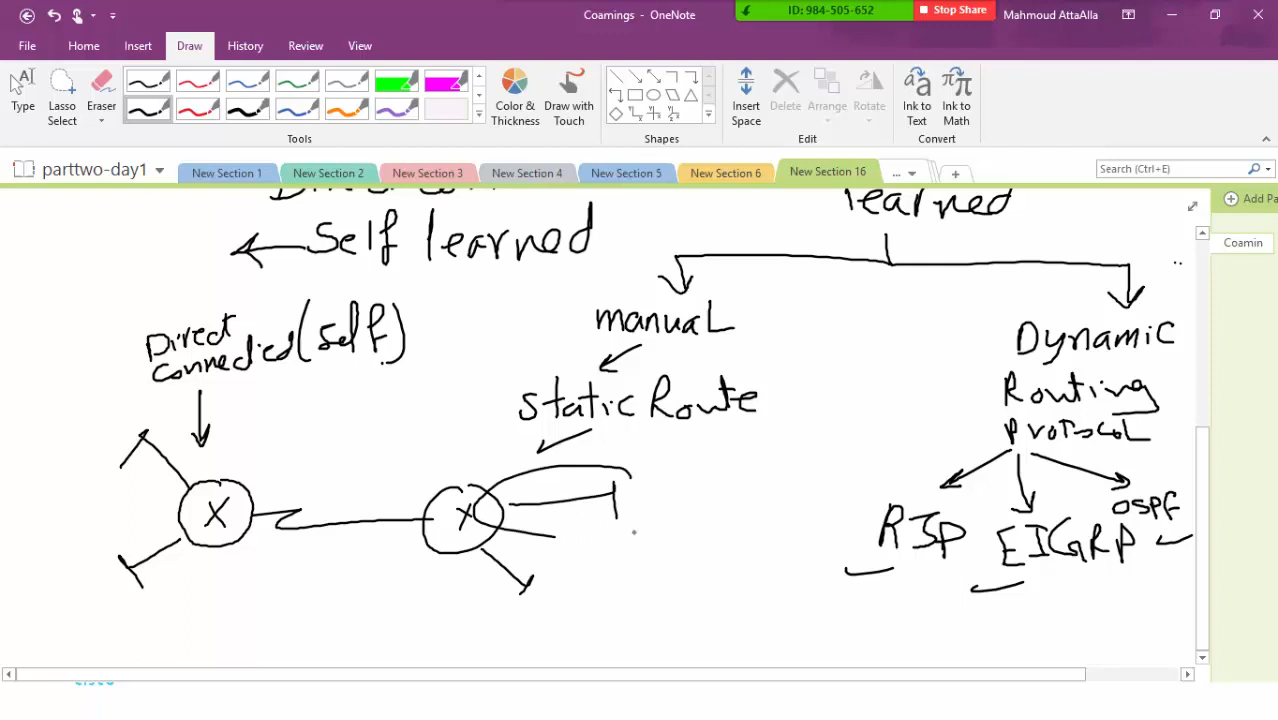 Coamings - OneNote
ID: 984-505-652
Stop Share
Mahmoud AttaAlla
File
Home
Insert
Draw
History
Review
View
Type
Lasso Select
Eraser
Color & Thickness
Draw with Touch
Insert Space
Delete
Arrange
Rotate
Ink to Text
Ink to Math
Tools
Shapes
Edit
Convert
parttwo-day1
New Section 1
New Section 2
New Section 3
New Section 4
New Section 5
New Section 6
New Section 16
...
Search (Ctrl+E)
Add Pa
Coamin
learned
Self learned
Direct
connected (self)
manual
static Route
Dynamic
Routing
Protocol
RIP
EIGRP
OSPF
X
X